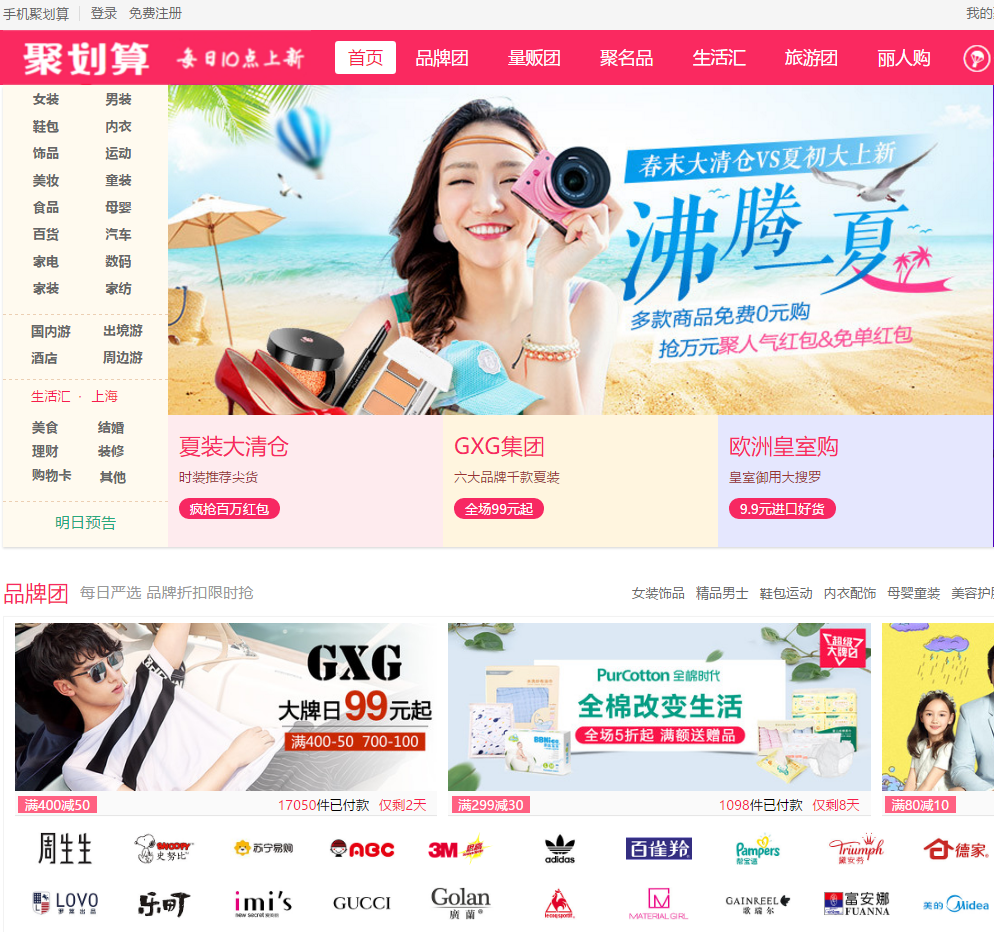 手机聚划算 登录 免费注册 我的
聚划算 每日10点上新 首页 品牌团 量贩团 聚名品 生活汇 旅游团 丽人购
女装 男装
鞋包 内衣
饰品 运动
美妆 童装
食品 母婴
百货 汽车
家电 数码
家装 家纺
国内游 出境游
酒店 周边游
生活汇 · 上海
美食 结婚
理财 装修
购物卡 其他
明日预告
春末大清仓VS夏初大上新
沸腾一夏
多款商品免费0元购
抢万元聚人气红包&免单红包
夏装大清仓 GXG集团 欧洲皇室购
时装推荐尖货 六大品牌千款夏装 皇室御用大搜罗
疯抢百万红包 全场99元起 9.9元进口好货
品牌团 每日严选 品牌折扣限时抢 女装饰品 精品男士 鞋包运动 内衣配饰 母婴童装 美容护
GXG
大牌日99元起
满400-50 700-100
超级大牌日
PurCotton 全棉时代
全棉改变生活
全场5折起 满额送赠品
满400减50 17050件已付款 仅剩2天 满299减30 1098件已付款 仅剩8天 满80减10
周生生 SNOOPY 史努比 苏宁易购 ABC 3M 思高 adidas 百雀羚 Pampers 帮宝适 Triumph 黛安芬 德家
LOVO 罗莱出品 乐町 imi's GUCCI Golan 广兰® le coq sportif MATERIAL GIRL GAINREEL 歌瑞尔 富安娜 FUANNA 美的 Midea